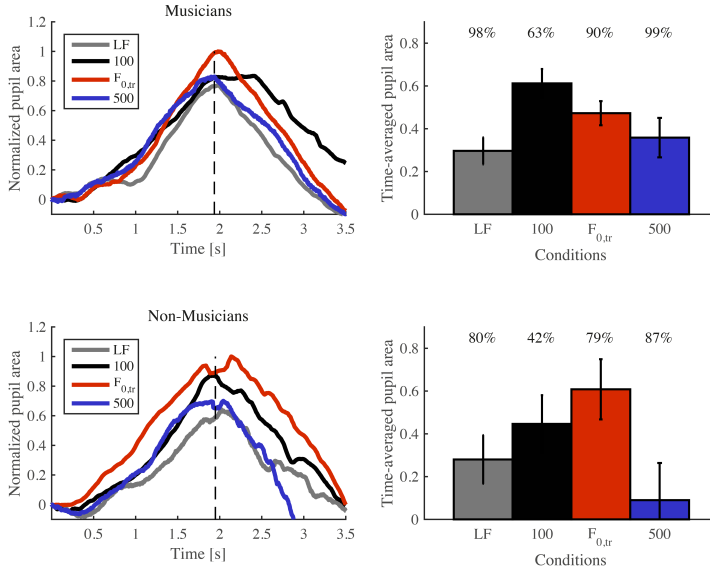 Musicians
Normalized pupil area
1.2
1
0.8
0.6
0.4
0.2
0
LF
100
F0,tr
500
0.5 1 1.5 2 2.5 3 3.5
Time [s]
Time-averaged pupil area
0.8
0.6
0.4
0.2
0
98% 63% 90% 99%
LF 100 F0,tr 500
Conditions
Non-Musicians
Normalized pupil area
1.2
1
0.8
0.6
0.4
0.2
0
LF
100
F0,tr
500
0.5 1 1.5 2 2.5 3 3.5
Time [s]
Time-averaged pupil area
0.8
0.6
0.4
0.2
0
80% 42% 79% 87%
LF 100 F0,tr 500
Conditions